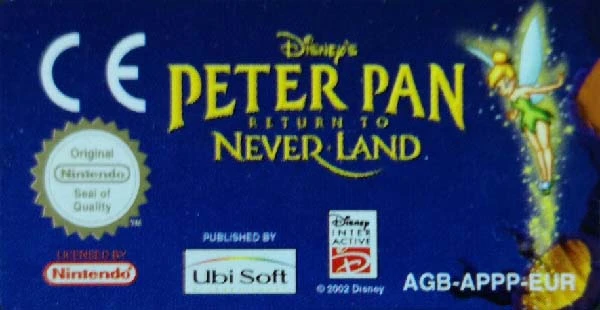 CE
Disney's
PETER PAN
RETURN TO
NEVER·LAND
Original
Nintendo
Seal of
Quality
TM
LICENSED BY
Nintendo
PUBLISHED BY
Ubi Soft
Disney
INTER
ACTIVE
© 2002 Disney
AGB-APPP-EUR